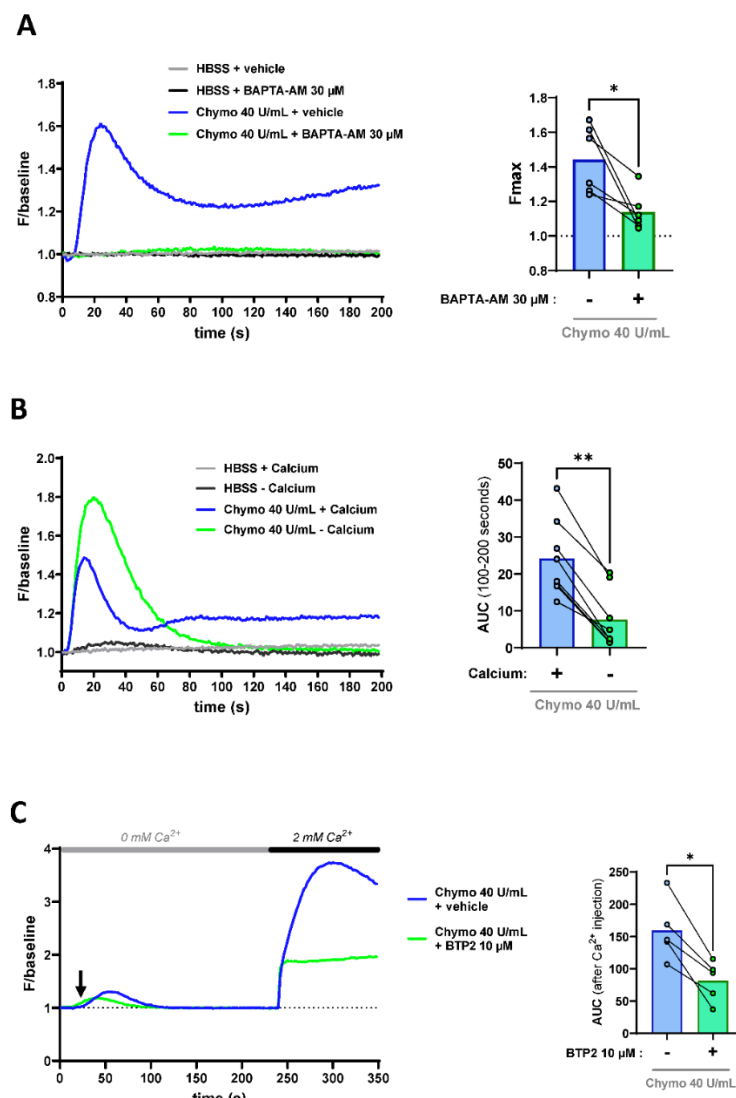 A
HBSS + vehicle
HBSS + BAPTA-AM 30 µM
Chymo 40 U/mL + vehicle
Chymo 40 U/mL + BAPTA-AM 30 µM
F/baseline
1.8
1.6
1.4
1.2
1.0
0.8
0 20 40 60 80 100 120 140 160 180 200
time (s)
*
Fmax
1.8
1.6
1.4
1.2
1.0
0.8
BAPTA-AM 30 µM : - +
Chymo 40 U/mL
B
HBSS + Calcium
HBSS - Calcium
Chymo 40 U/mL + Calcium
Chymo 40 U/mL - Calcium
F/baseline
2.0
1.8
1.6
1.4
1.2
1.0
0 20 40 60 80 100 120 140 160 180 200
time (s)
**
AUC (100-200 seconds)
50
40
30
20
10
0
Calcium: + -
Chymo 40 U/mL
C
0 mM Ca²⁺ 2 mM Ca²⁺
F/baseline
4
3
2
1
0
0 50 100 150 200 250 300 350
time (s)
Chymo 40 U/mL
+ vehicle
Chymo 40 U/mL
+ BTP2 10 µM
*
AUC (after Ca²⁺ injection)
250
200
150
100
50
0
BTP2 10 µM : - +
Chymo 40 U/mL